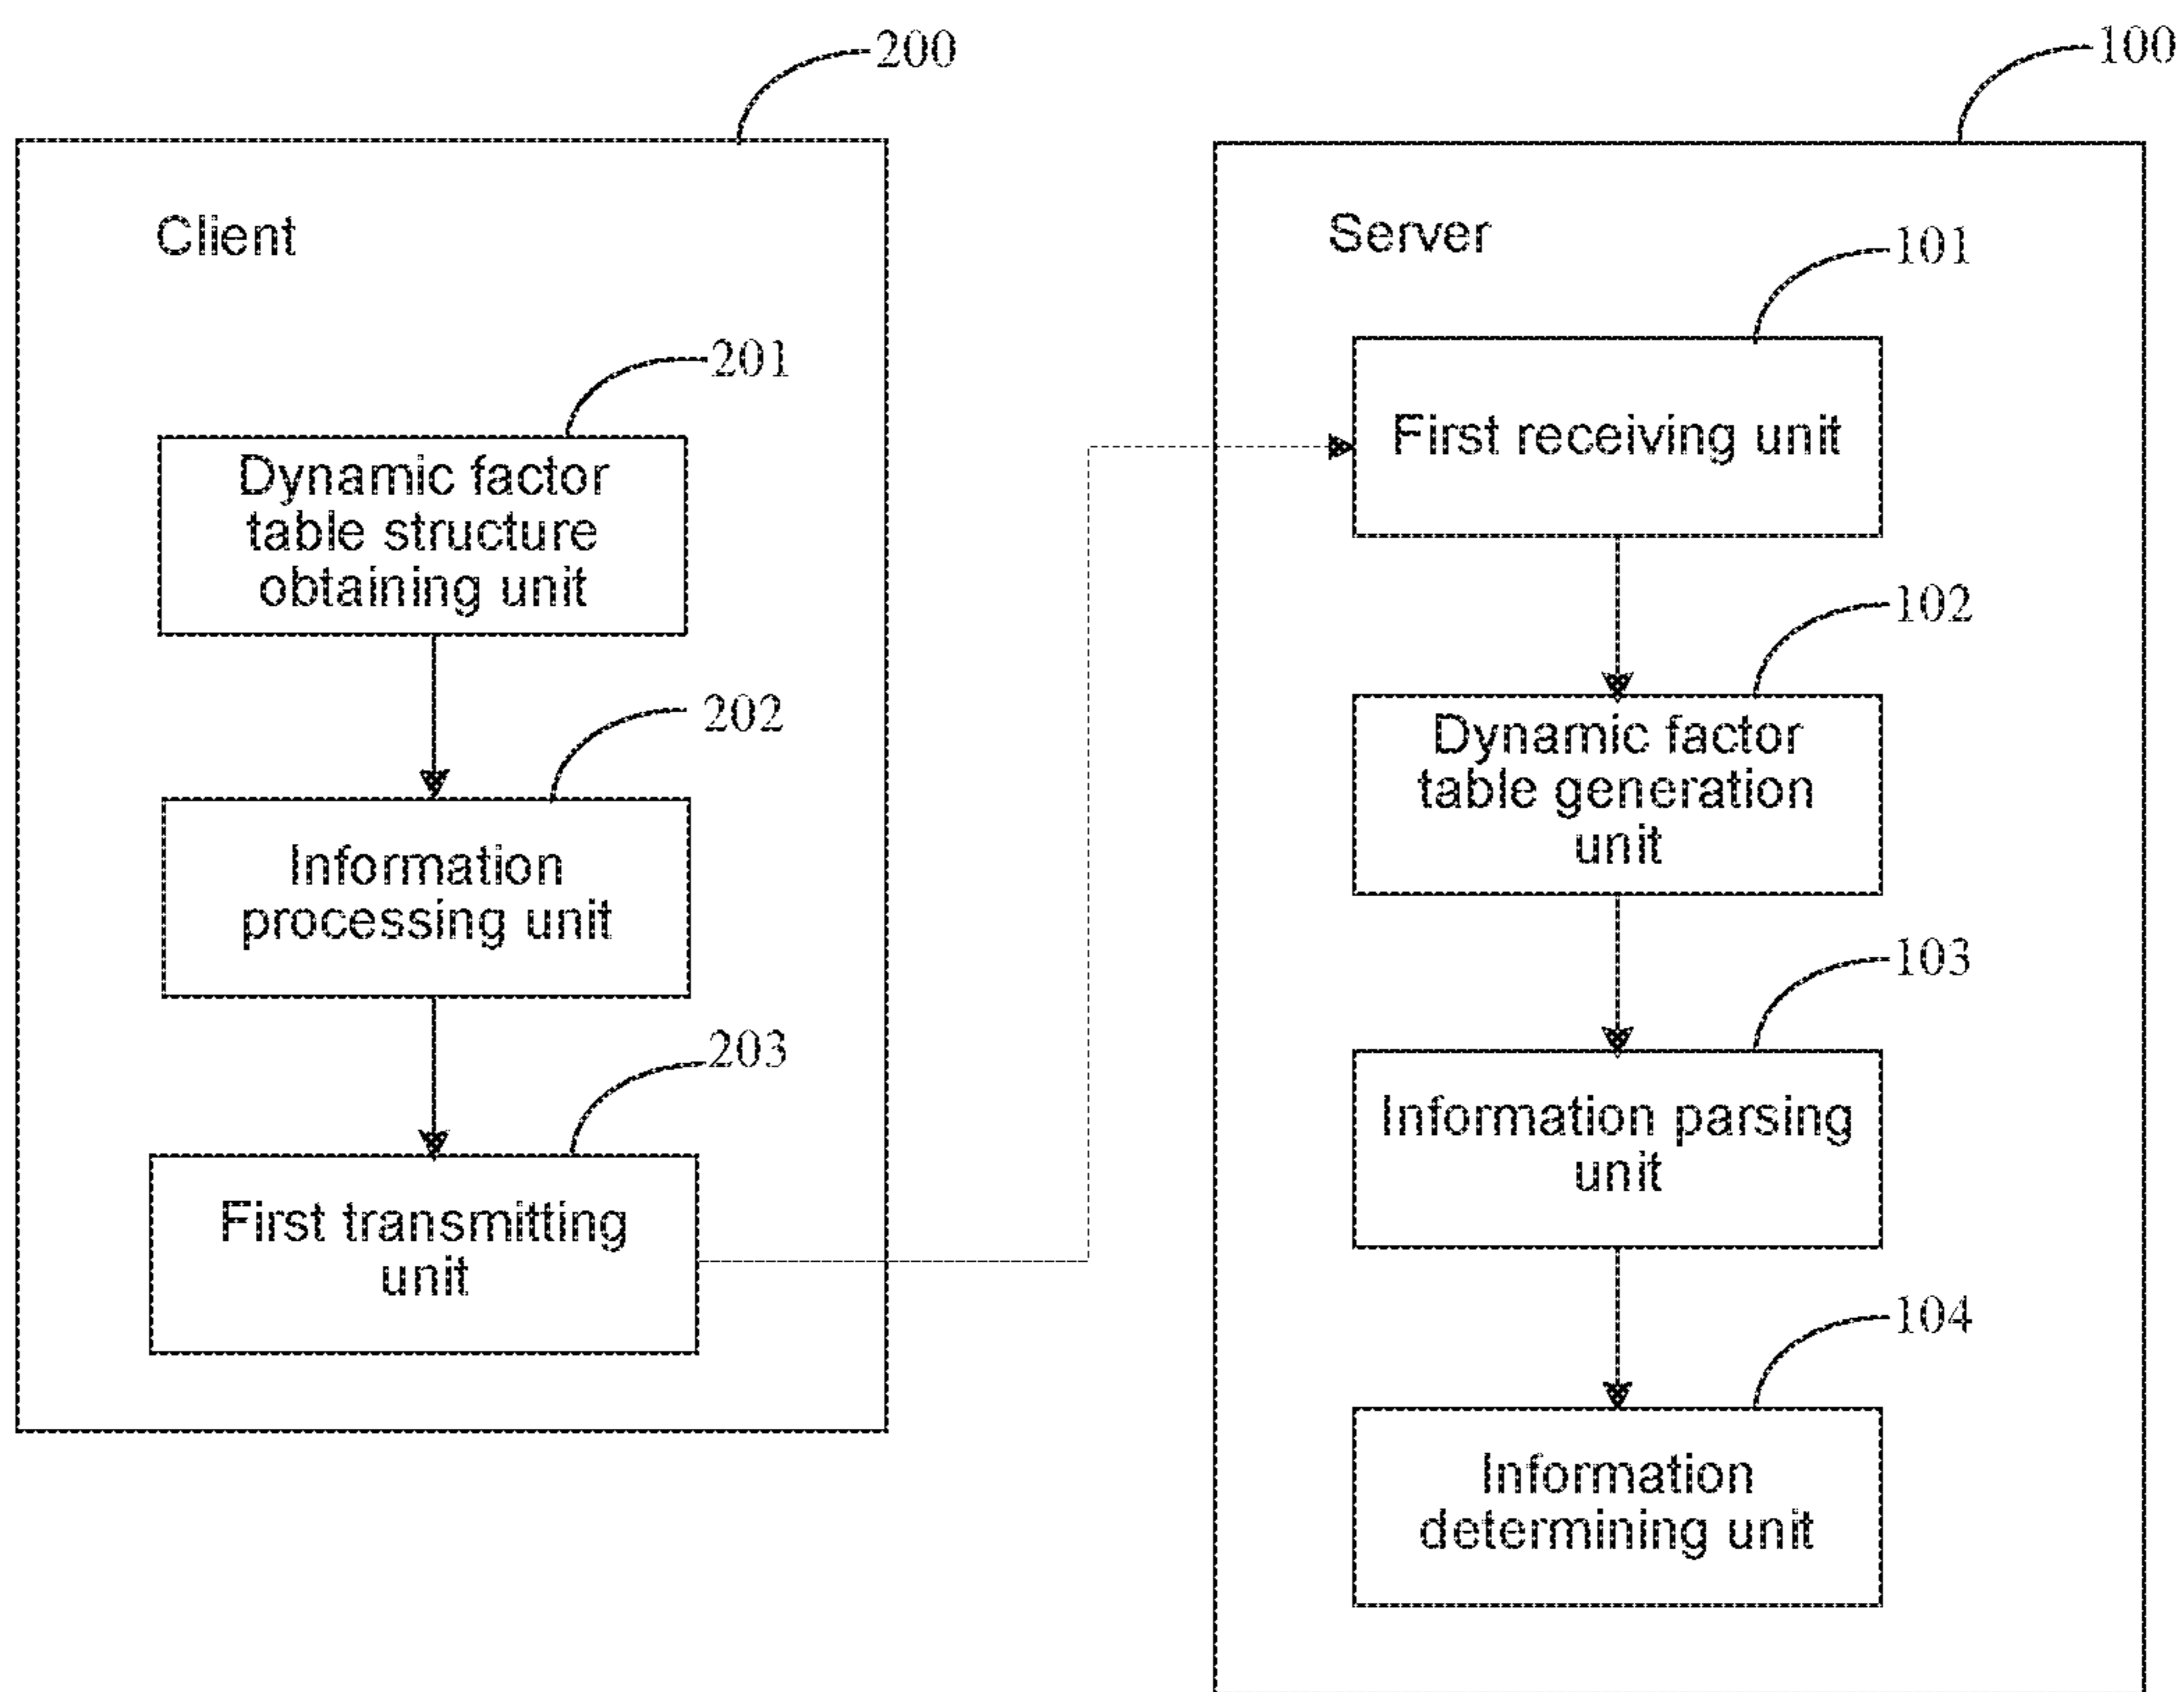 200
Client
201
Dynamic factor
table structure
obtaining unit
202
Information
processing unit
203
First transmitting
unit
100
Server
101
First receiving unit
102
Dynamic factor
table generation
unit
103
Information parsing
unit
104
Information
determining unit